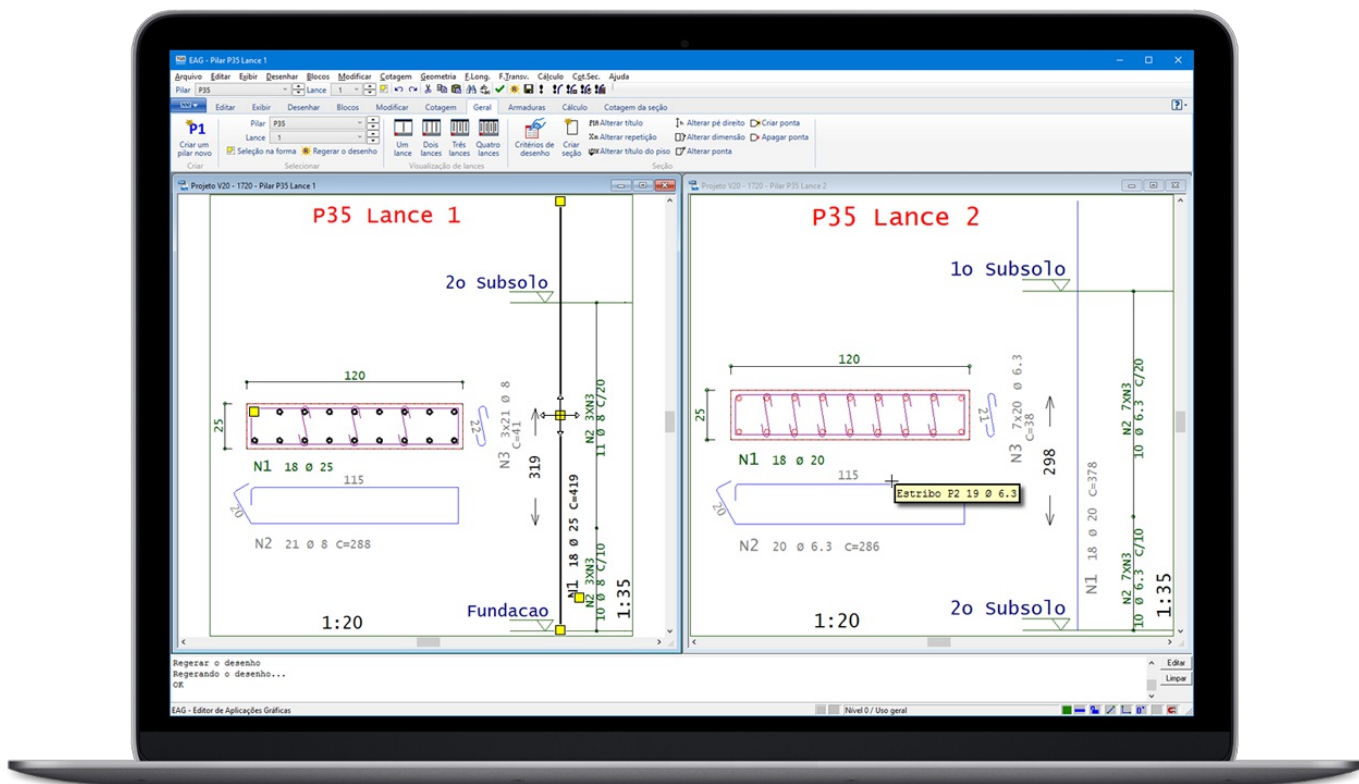 EAG - Pilar P35 Lance 1
Arquivo Editar Exibir Desenhar Blocos Modificar Cotagem Geometria F.Long. F.Transv. Cálculo Cot.Sec. Ajuda
Pilar P35 Lance 1
Editar Exibir Desenhar Blocos Modificar Cotagem Geral Armaduras Cálculo Cotagem da seção
P1
Criar um
pilar novo
Criar
Pilar P35
Lance 1
Seleção na forma Regerar o desenho
Selecionar
Um
lance
Dois
lances
Três
lances
Quatro
lances
Visualização de lances
Critérios de
desenho
Criar
seção
Alterar título
Alterar repetição
Alterar título do piso
Alterar pé direito
Alterar dimensão
Alterar ponta
Criar ponta
Apagar ponta
Seção
Projeto V20 - 1720 - Pilar P35 Lance 1
P35 Lance 1
2o Subsolo
120
25
N1 18 Ø 25
22
N3 3x21 Ø 8
C=41
319
N2 3XN3
11 Ø 8 C/20
115
20
N2 21 Ø 8 C=288
N1 18 Ø 25 C=419
N2 3XN3
10 Ø 8 C/10
Fundacao
1:20
1:35
Projeto V20 - 1720 - Pilar P35 Lance 2
P35 Lance 2
1o Subsolo
120
25
N1 18 Ø 20
21
N3 7x20 Ø 6.3
C=38
298
N2 7XN3
10 Ø 6.3 C/20
115
Estribo P2 19 Ø 6.3
20
N2 20 Ø 6.3 C=286
N1 18 Ø 20 C=378
N2 7XN3
10 Ø 6.3 C/10
2o Subsolo
1:20
1:35
Regerar o desenho
Regerando o desenho...
OK
Editar
Limpar
EAG - Editor de Aplicações Gráficas
Nível 0 / Uso geral